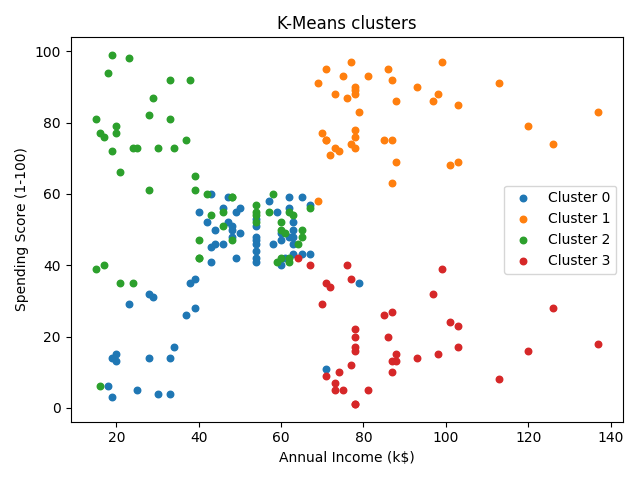 K-Means clusters
Spending Score (1-100)
100
80
60
40
20
0
Cluster 0
Cluster 1
Cluster 2
Cluster 3
20 40 60 80 100 120 140
Annual Income (k$)